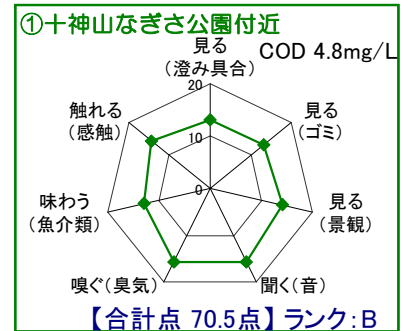 ①十神山なぎさ公園付近
COD 4.8mg/L
見る
(澄み具合)
20
10
0
見る
(ゴミ)
見る
(景観)
聞く(音)
嗅ぐ(臭気)
味わう
(魚介類)
触れる
(感触)
【合計点 70.5点】ランク:B